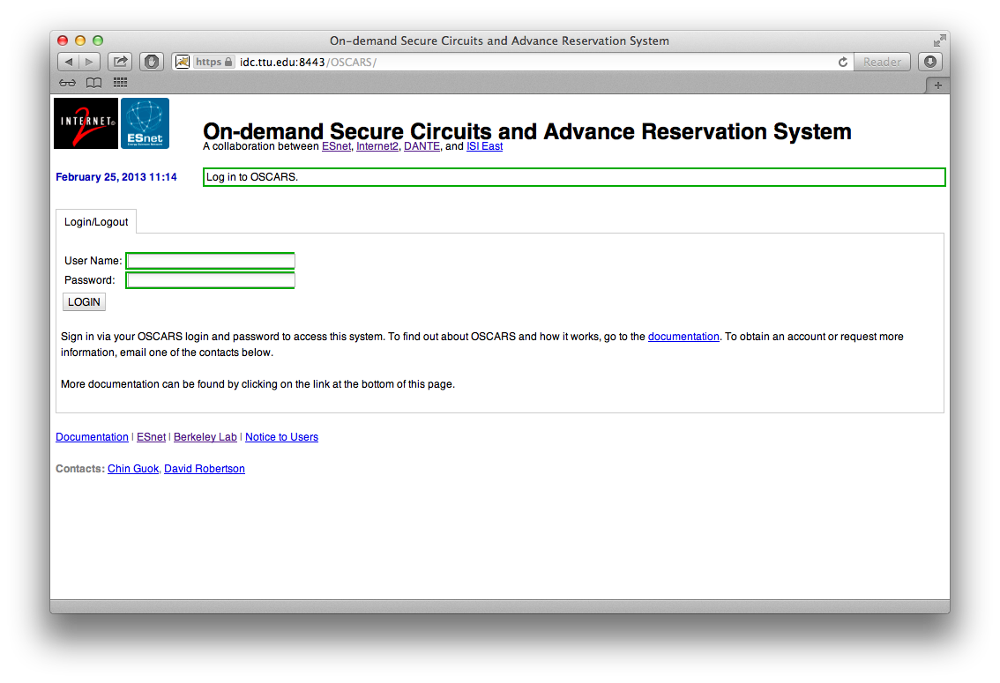 On-demand Secure Circuits and Advance Reservation System
https idc.ttu.edu:8443/OSCARS/ Reader
INTERNET® 2
ESnet
On-demand Secure Circuits and Advance Reservation System
A collaboration between ESnet, Internet2, DANTE, and ISI East
February 25, 2013 11:14
Log in to OSCARS.
Login/Logout
User Name:
Password:
LOGIN
Sign in via your OSCARS login and password to access this system. To find out about OSCARS and how it works, go to the documentation. To obtain an account or request more
information, email one of the contacts below.
More documentation can be found by clicking on the link at the bottom of this page.
Documentation | ESnet | Berkeley Lab | Notice to Users
Contacts: Chin Guok, David Robertson